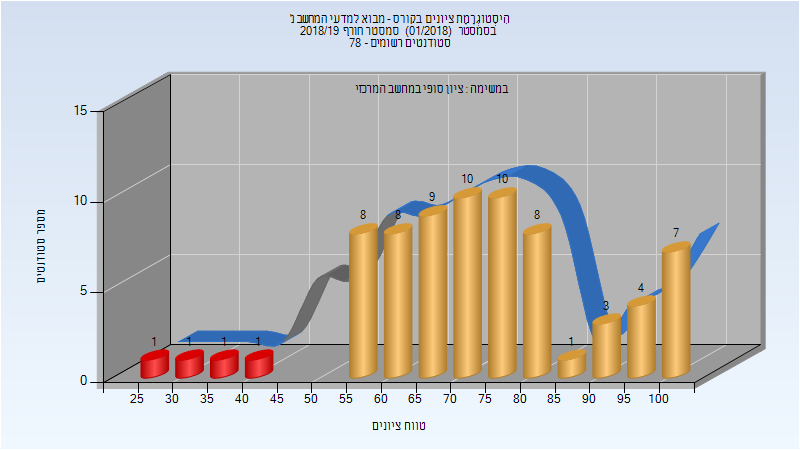 היסטוגרמת ציונים בקורס - מבוא למדעי המחשב נ'
בסמסטר (01/2018) סמסטר חורף 2018/19
סטודנטים רשומים - 78
במשימה : ציון סופי במחשב המרכזי
15
10
5
0
מספר סטודנטים
1 1 1 1 8 8 9 10 10 8 1 3 4 7
25 30 35 40 45 50 55 60 65 70 75 80 85 90 95 100
טווח ציונים